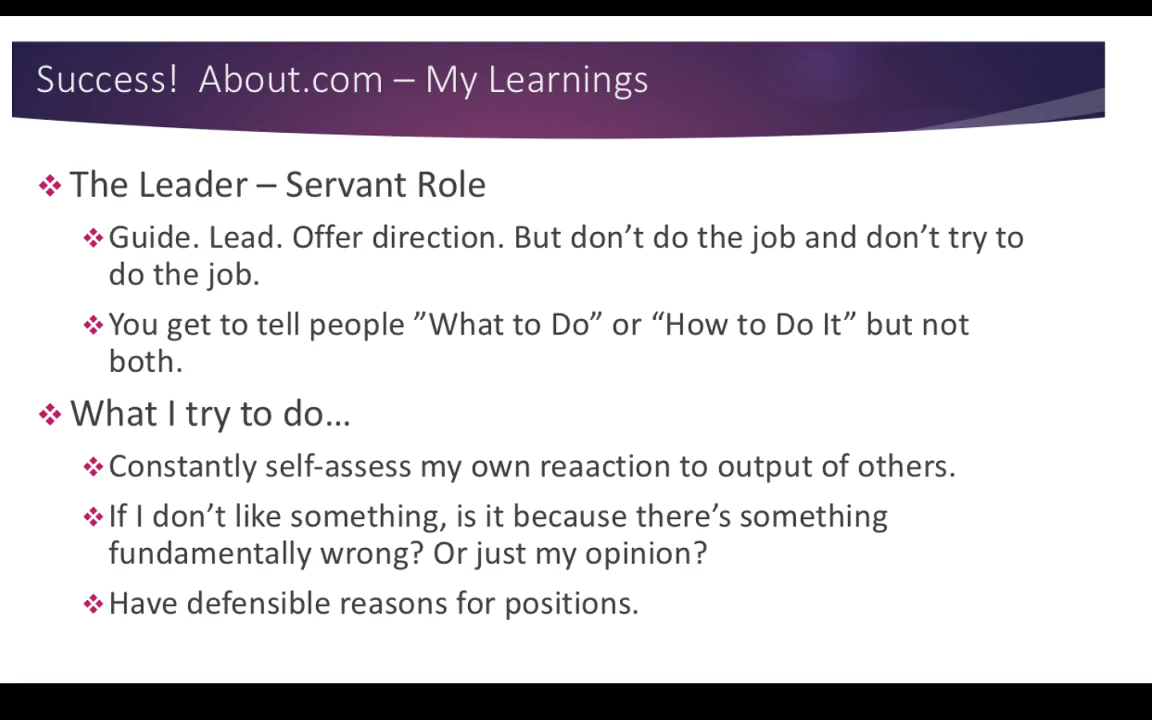 Success!  About.com – My Learnings
The Leader – Servant Role
Guide. Lead. Offer direction. But don’t do the job and don’t try to
do the job.
You get to tell people ”What to Do” or “How to Do It” but not
both.
What I try to do…
Constantly self-assess my own reaaction to output of others.
If I don’t like something, is it because there’s something
fundamentally wrong? Or just my opinion?
Have defensible reasons for positions.